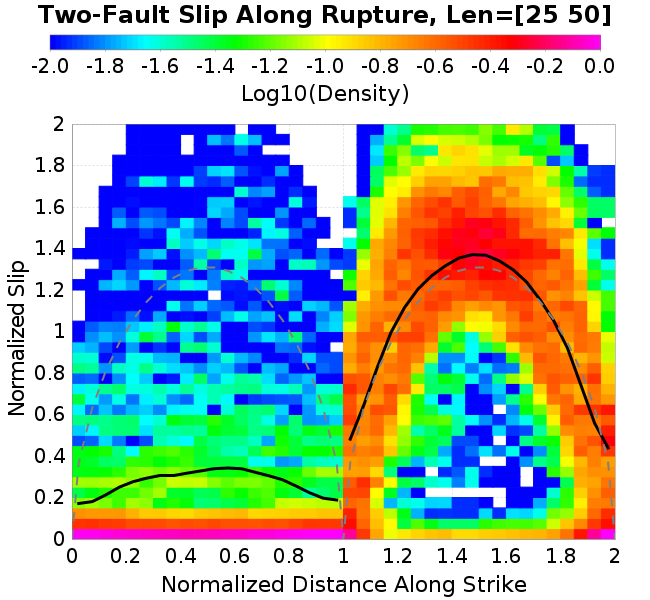 Two-Fault Slip Along Rupture, Len=[25 50]
-2.0 -1.8 -1.6 -1.4 -1.2 -1.0 -0.8 -0.6 -0.4 -0.2 0.0
Log10(Density)
2
1.8
1.6
1.4
1.2
1
0.8
0.6
0.4
0.2
0
Normalized Slip
0 0.2 0.4 0.6 0.8 1 1.2 1.4 1.6 1.8 2
Normalized Distance Along Strike